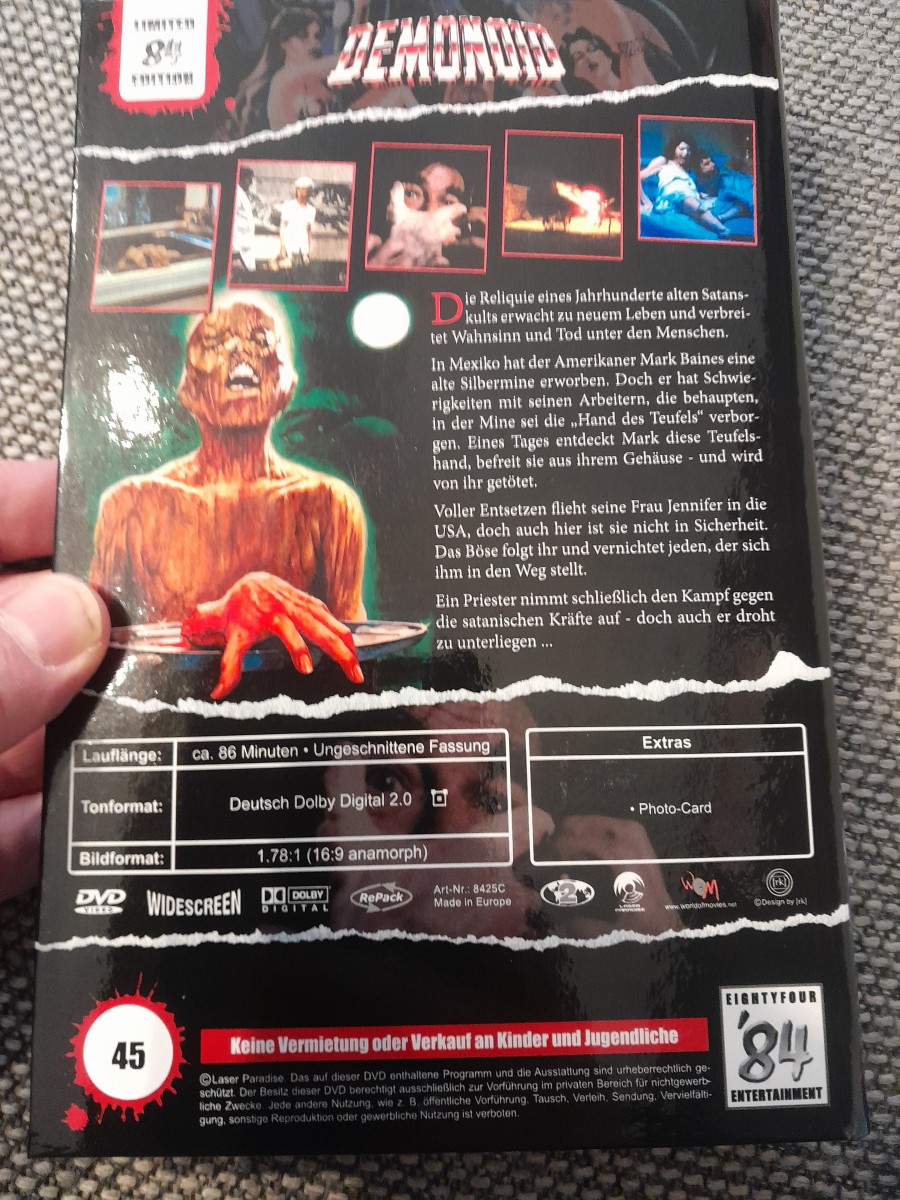 LIMITED
84
EDITION
DEMONOID
Die Reliquie eines Jahrhunderte alten Satans-
kults erwacht zu neuem Leben und verbrei-
tet Wahnsinn und Tod unter den Menschen.
In Mexiko hat der Amerikaner Mark Baines eine
alte Silbermine erworben. Doch er hat Schwie-
rigkeiten mit seinen Arbeitern, die behaupten,
in der Mine sei die „Hand des Teufels“ verbor-
gen. Eines Tages entdeckt Mark diese Teufels-
hand, befreit sie aus ihrem Gehäuse - und wird
von ihr getötet.
Voller Entsetzen flieht seine Frau Jennifer in die
USA, doch auch hier ist sie nicht in Sicherheit.
Das Böse folgt ihr und vernichtet jeden, der sich
ihm in den Weg stellt.
Ein Priester nimmt schließlich den Kampf gegen
die satanischen Kräfte auf - doch auch er droht
zu unterliegen ...
Lauflänge: ca. 86 Minuten • Ungeschnittene Fassung
Tonformat: Deutsch Dolby Digital 2.0
Bildformat: 1.78:1 (16:9 anamorph)
Extras
• Photo-Card
DVD
VIDEO
WIDESCREEN
DOLBY
DIGITAL
RePack
Art-Nr.: 8425C
Made in Europe
2
LASER
PARADISE
WOM
www.worldofmovies.net
[rk]
©Design by [rk]
45
Keine Vermietung oder Verkauf an Kinder und Jugendliche
©Laser Paradise. Das auf dieser DVD enthaltene Programm und die Ausstattung sind urheberrechtlich ge-
schützt. Der Besitz dieser DVD berechtigt ausschließlich zur Vorführung im privaten Bereich für nichtgewerb-
liche Zwecke. Jede andere Nutzung, wie z. B. öffentliche Vorführung, Tausch, Verleih, Sendung, Vervielfälti-
gung, sonstige Reproduktion oder gewerbliche Nutzung ist verboten.
EIGHTYFOUR
'84
ENTERTAINMENT